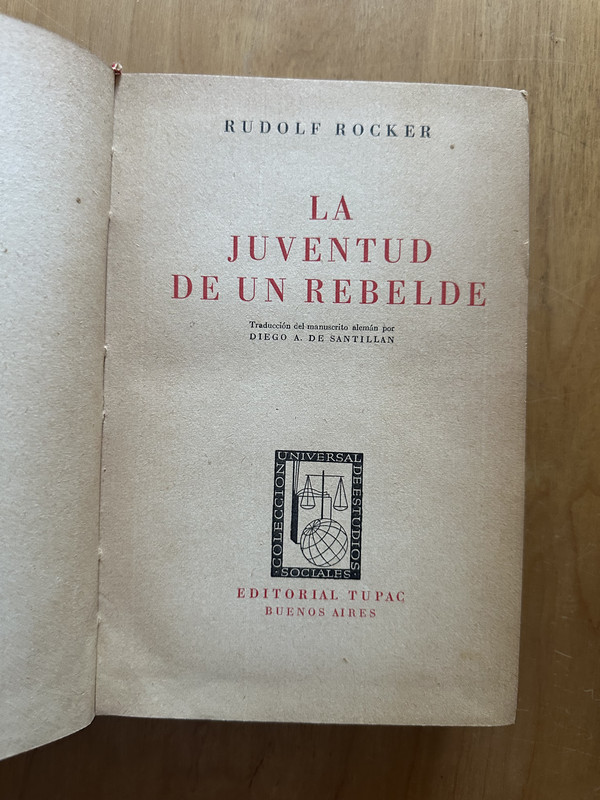 RUDOLF ROCKER
LA
JUVENTUD
DE UN REBELDE
Traducción del manuscrito alemán por
DIEGO A. DE SANTILLAN
COLECCION
UNIVERSAL
DE ESTUDIOS
SOCIALES
EDITORIAL TUPAC
BUENOS AIRES